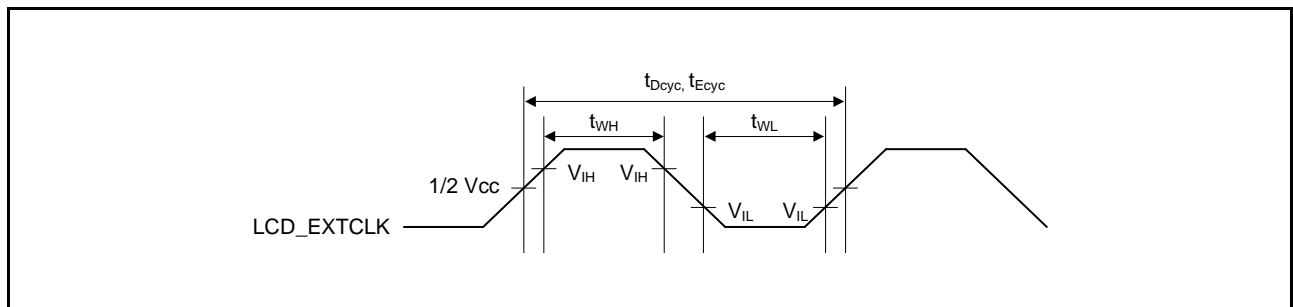 tDcyc, tEcyc
tWH tWL
1/2 Vcc VIH VIH
VIL VIL
LCD_EXTCLK